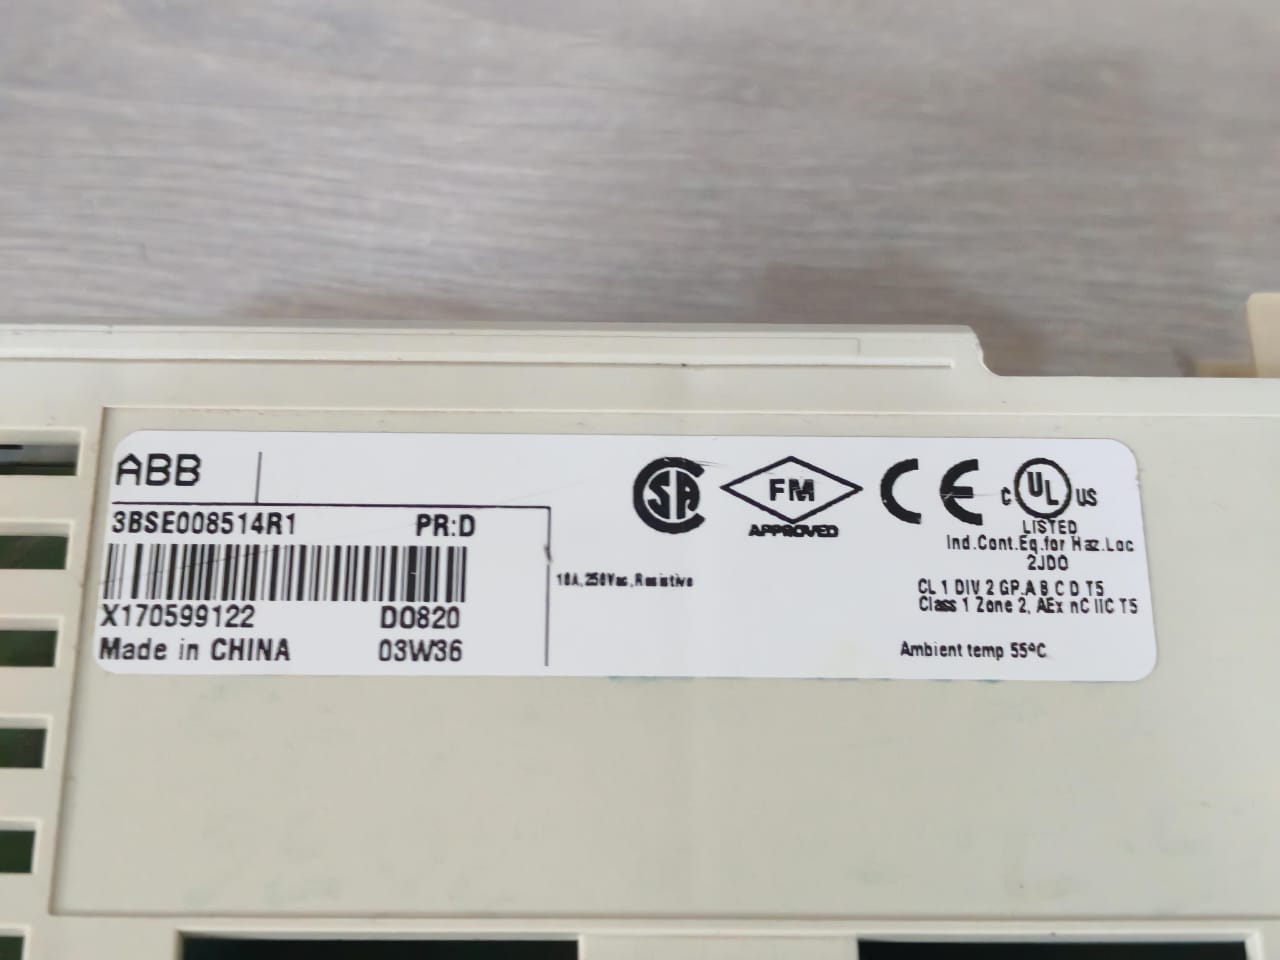 ABB
3BSE008514R1 PR:D
X170599122 DO820
Made in CHINA 03W36
10A, 250Vac, Resistive
SA
FM
APPROVED
CE
c UL US
LISTED
Ind.Cont.Eq.for Haz.Loc
2JD0
CL 1 DIV 2 GP.A B C D T5
Class 1 Zone 2, AEx nC IIC T5
Ambient temp 55°C